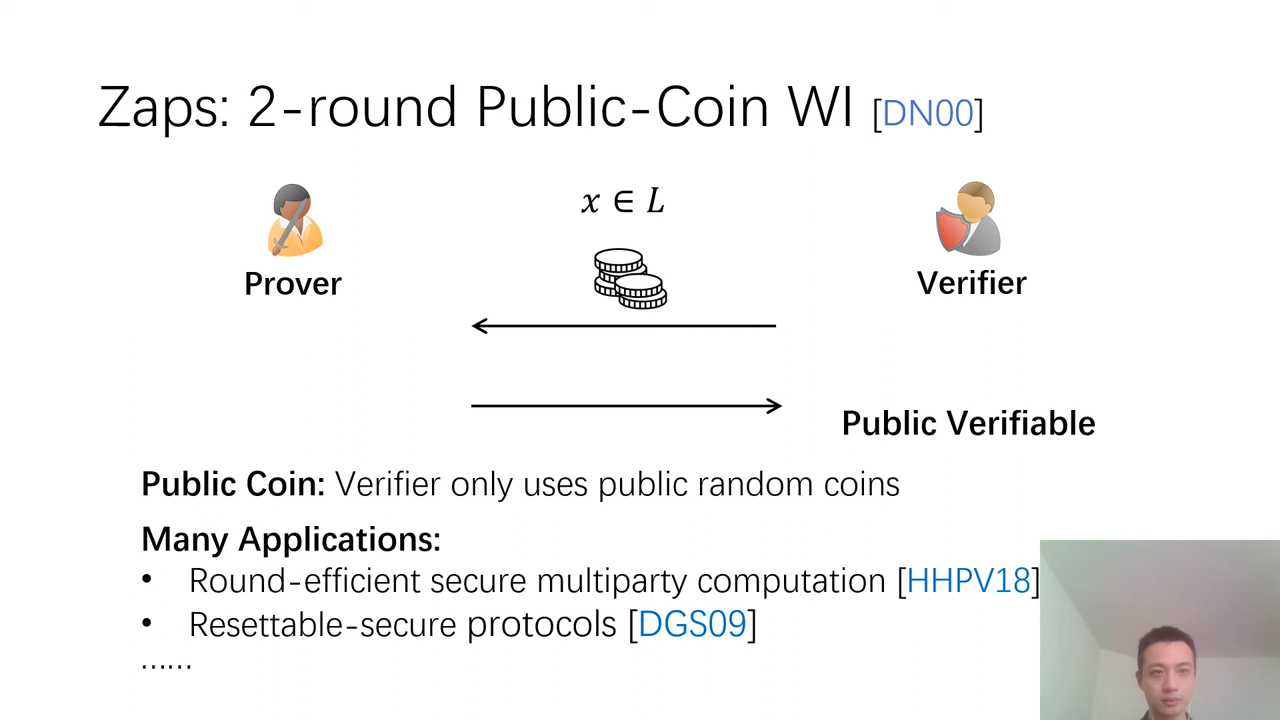 Zaps: 2-round Public-Coin WI [DN00]
x ∈ L
Prover
Verifier
Public Verifiable
Public Coin: Verifier only uses public random coins
Many Applications:
• Round-efficient secure multiparty computation [HHPV18]
• Resettable-secure protocols [DGS09]
......